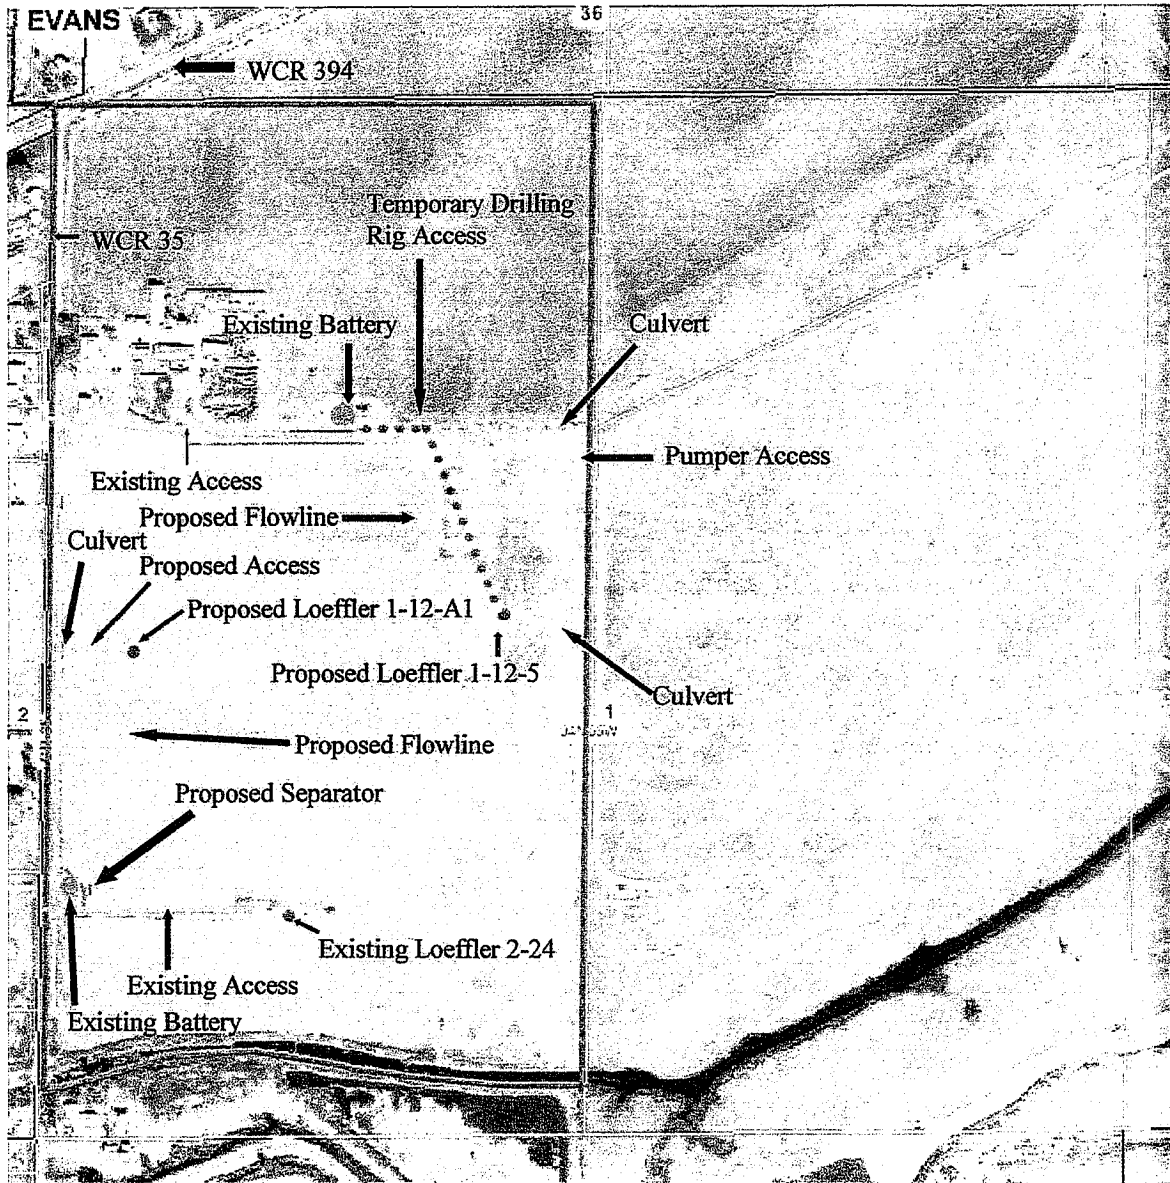 EVANS
36
WCR 394
Temporary Drilling
Rig Access
WCR 35
Existing Battery
Culvert
Pumper Access
Existing Access
Proposed Flowline
Culvert
Proposed Access
Proposed Loeffler 1-12-A1
Proposed Loeffler 1-12-5
Culvert
2
1
Proposed Flowline
Proposed Separator
Existing Loeffler 2-24
Existing Access
Existing Battery